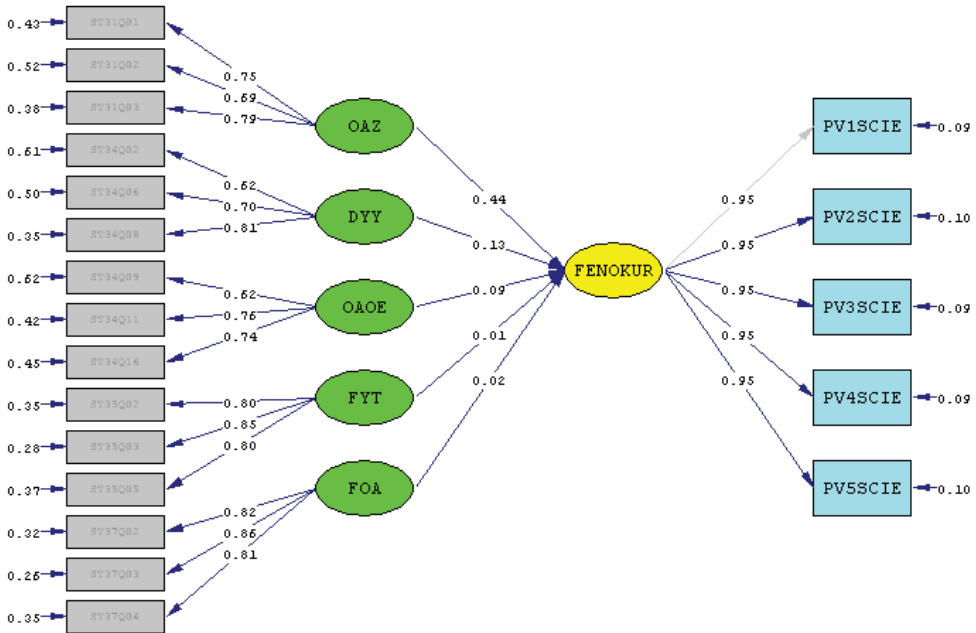 0.43 ST31Q01
0.52 ST31Q02
0.38 ST31Q03
0.61 ST34Q02
0.50 ST34Q06
0.35 ST34Q08
0.62 ST34Q09
0.42 ST34Q11
0.45 ST34Q16
0.35 ST35Q02
0.28 ST35Q03
0.37 ST35Q05
0.32 ST37Q02
0.26 ST37Q03
0.35 ST37Q04
0.75
0.69
0.79
0.62
0.70
0.81
0.62
0.76
0.74
0.80
0.85
0.80
0.82
0.86
0.81
OAZ
DYY
OAOE
FYT
FOA
0.44
0.13
0.09
0.01
0.02
FENOKUR
0.95
0.95
0.95
0.95
0.95
PV1SCIE 0.09
PV2SCIE 0.10
PV3SCIE 0.09
PV4SCIE 0.09
PV5SCIE 0.10